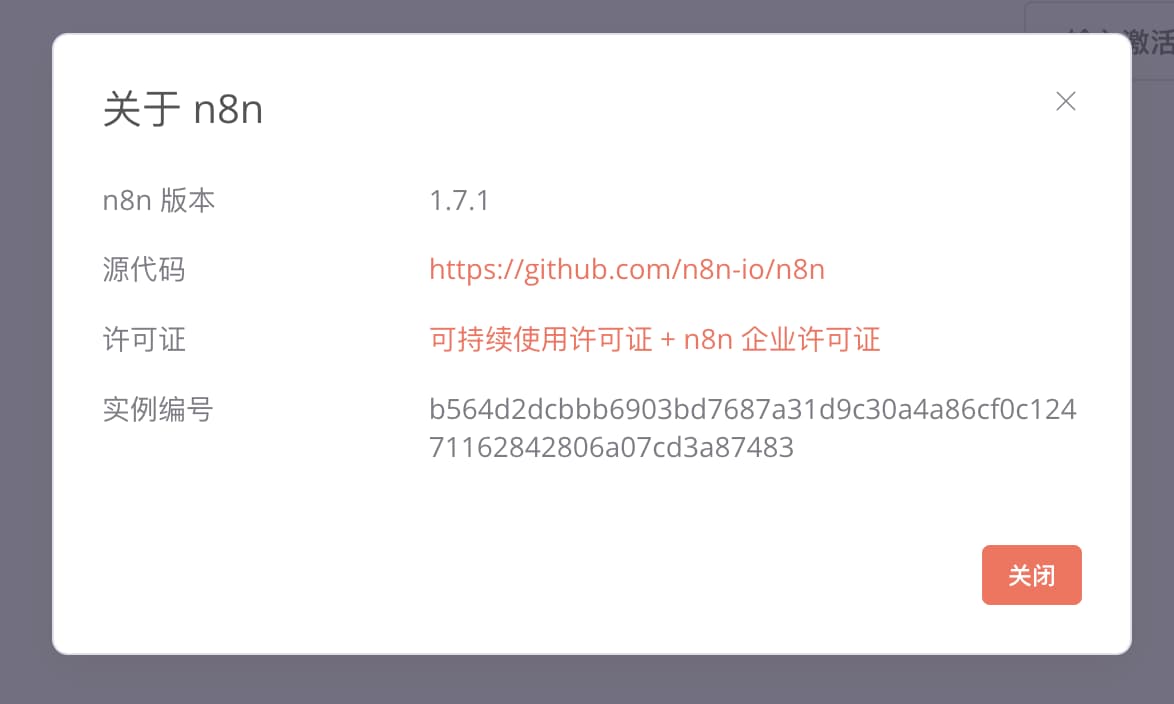 激活
关于 n8n
n8n 版本 1.7.1
源代码 https://github.com/n8n-io/n8n
许可证 可持续使用许可证 + n8n 企业许可证
实例编号 b564d2dcbbb6903bd7687a31d9c30a4a86cf0c124
71162842806a07cd3a87483
关闭